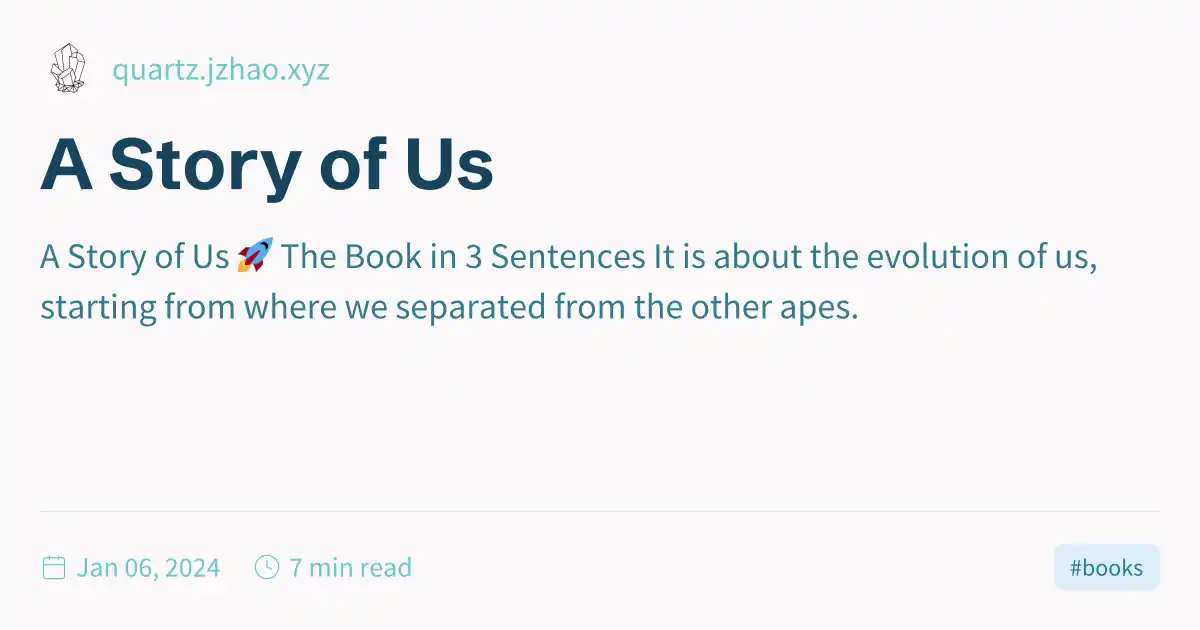 quartz.jzhao.xyz
A Story of Us
A Story of Us 🚀 The Book in 3 Sentences It is about the evolution of us,
starting from where we separated from the other apes.
Jan 06, 2024 7 min read #books